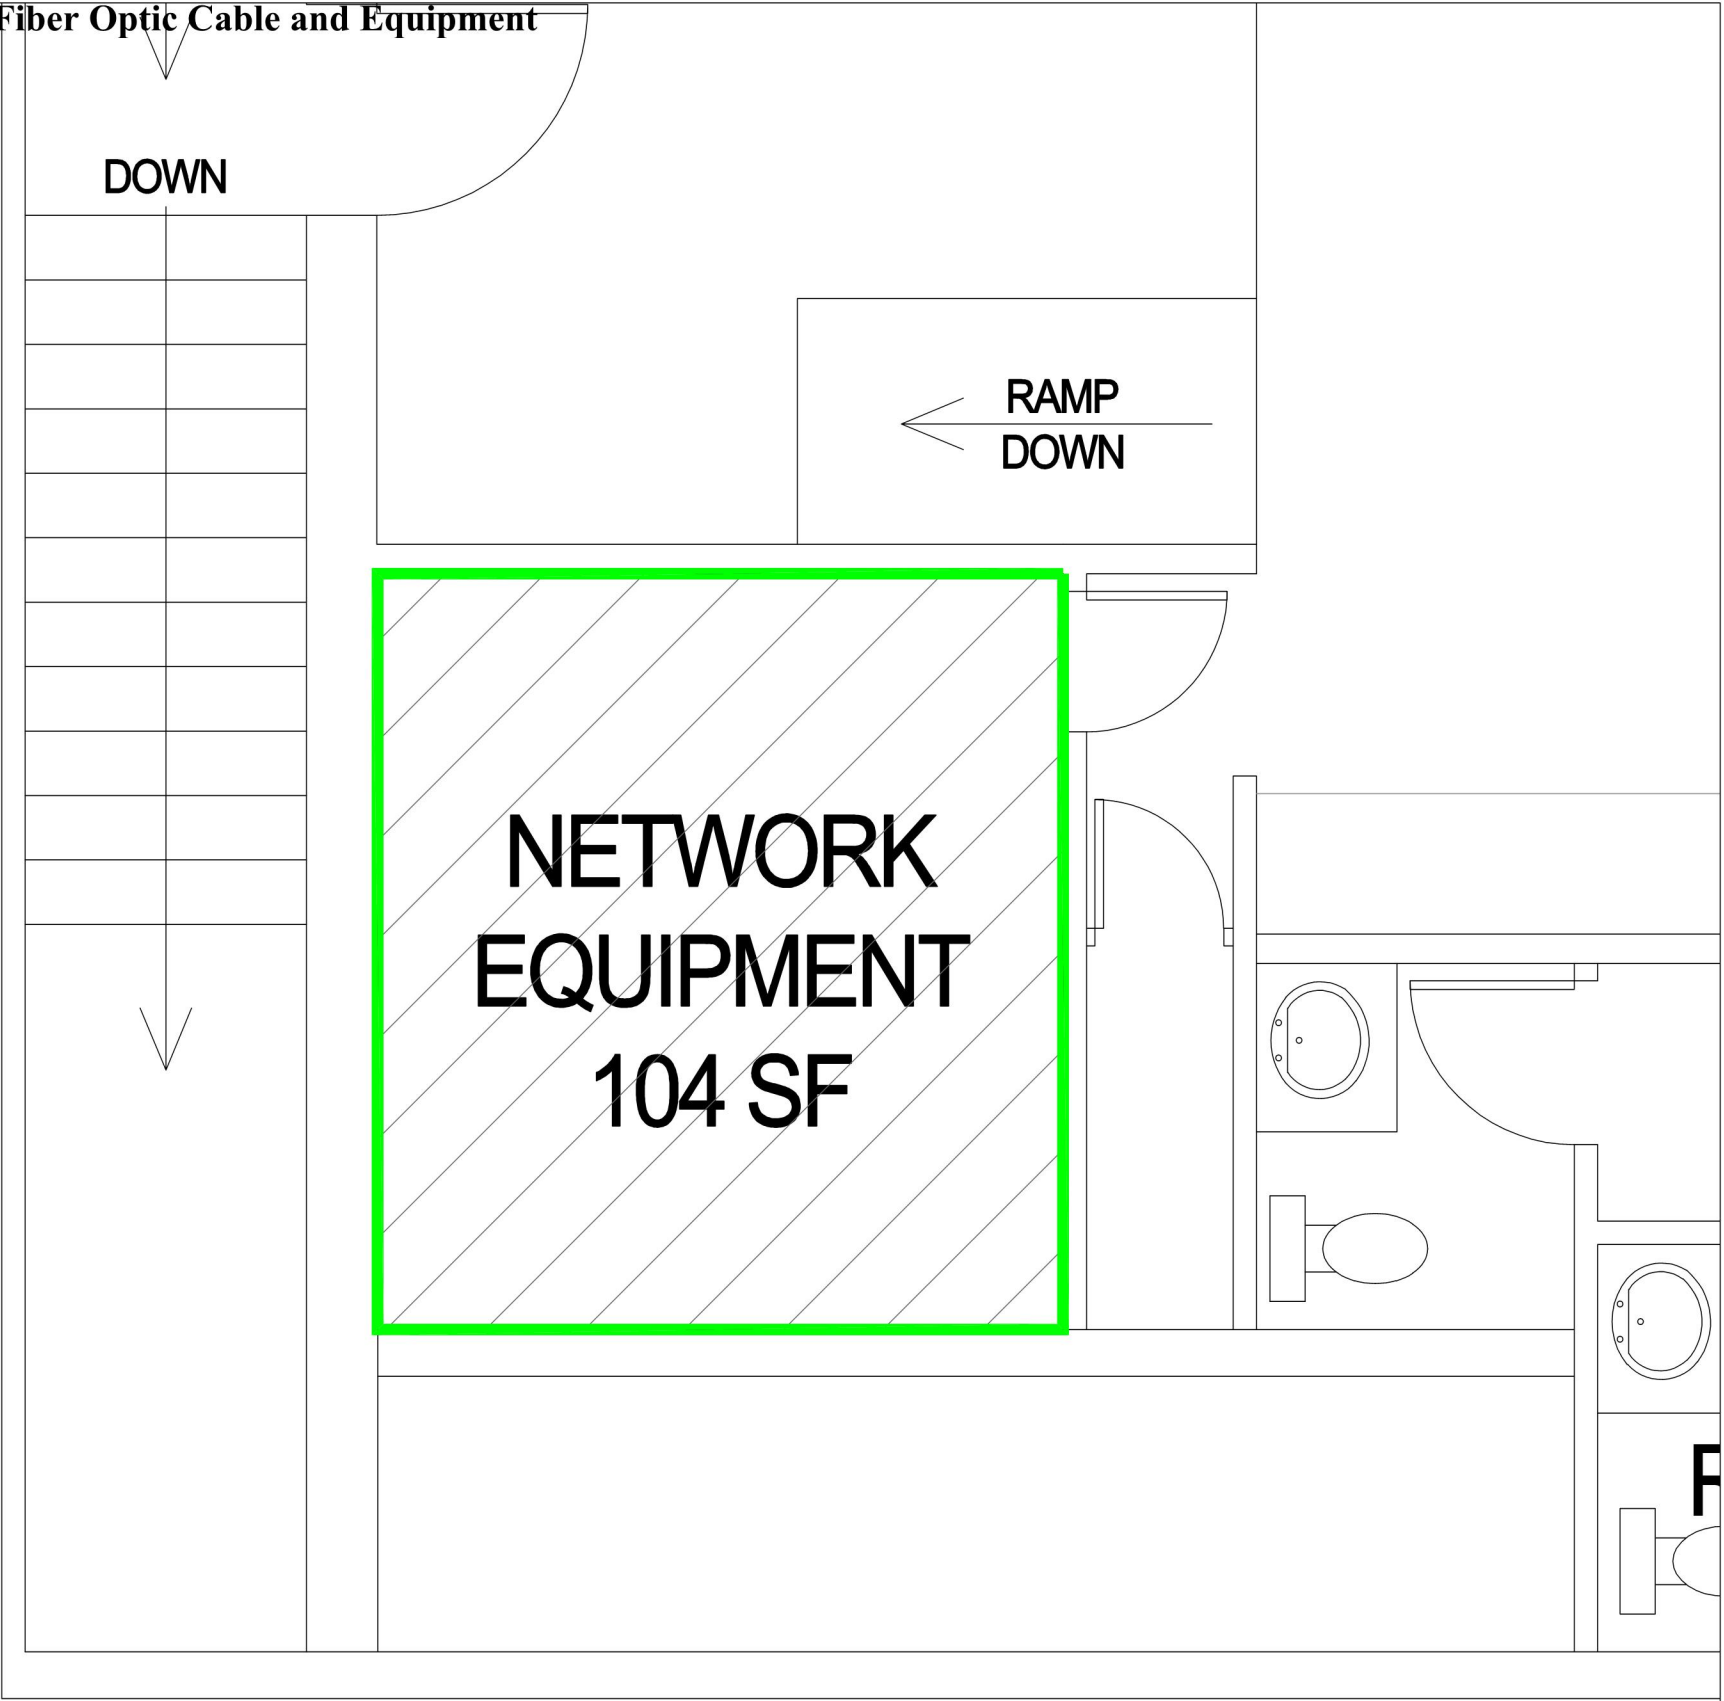 Fiber Optic Cable and Equipment
DOWN
RAMP
DOWN
NETWORK
EQUIPMENT
104 SF